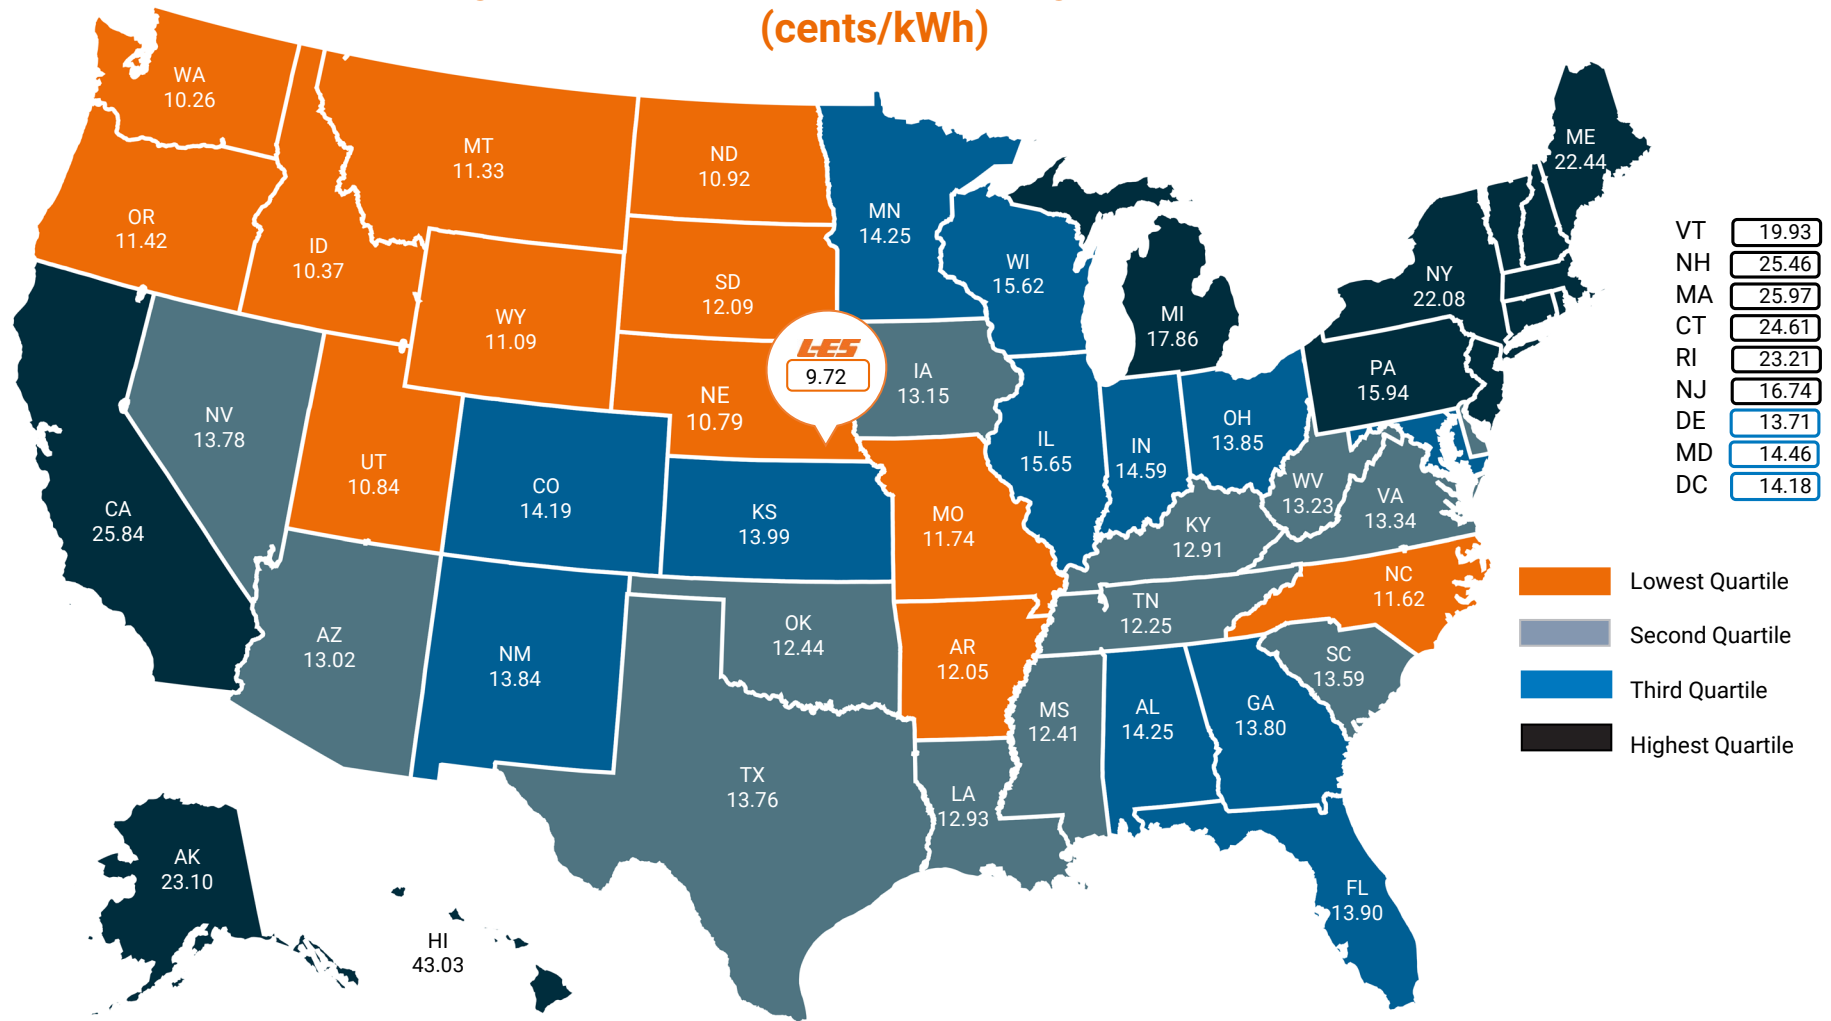 (cents/kWh)
WA
10.26
MT
11.33
ND
10.92
OR
11.42
ID
10.37
MN
14.25
ME
22.44
SD
12.09
WI
15.62
NY
22.08
WY
11.09
MI
17.86
LES
9.72
NE
10.79
IA
13.15
PA
15.94
NV
13.78
UT
10.84
CO
14.19
IL
15.65
IN
14.59
OH
13.85
CA
25.84
KS
13.99
MO
11.74
WV
13.23
VA
13.34
KY
12.91
NC
11.62
AZ
13.02
NM
13.84
OK
12.44
AR
12.05
TN
12.25
SC
13.59
MS
12.41
AL
14.25
GA
13.80
TX
13.76
LA
12.93
FL
13.90
AK
23.10
HI
43.03
VT 19.93
NH 25.46
MA 25.97
CT 24.61
RI 23.21
NJ 16.74
DE 13.71
MD 14.46
DC 14.18
Lowest Quartile
Second Quartile
Third Quartile
Highest Quartile